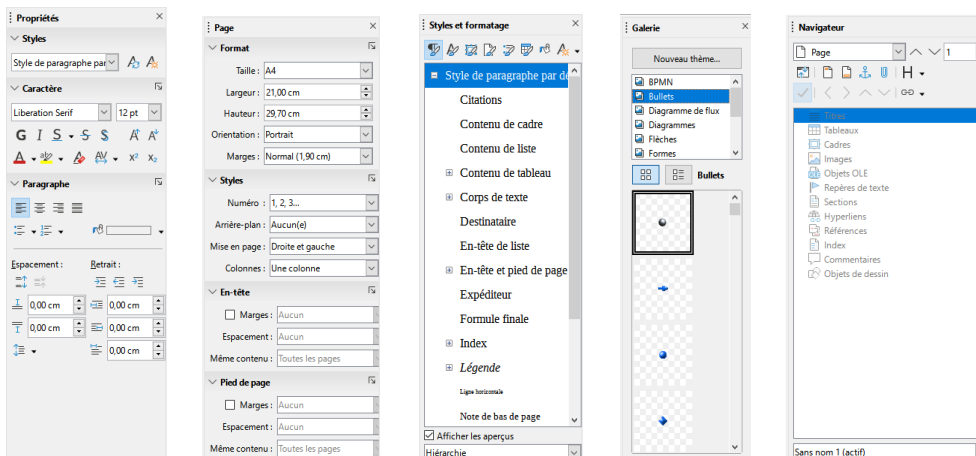 Propriétés
Styles
Style de paragraphe par
Caractère
Liberation Serif
12 pt
G I S S S A A
A ab A AV x² x₂
Paragraphe
Espacement : Retrait :
0,00 cm 0,00 cm
0,00 cm 0,00 cm
0,00 cm
Page
Format
Taille : A4
Largeur : 21,00 cm
Hauteur : 29,70 cm
Orientation : Portrait
Marges : Normal (1,90 cm)
Styles
Numéro : 1, 2, 3...
Arrière-plan : Aucun(e)
Mise en page : Droite et gauche
Colonnes : Une colonne
En-tête
Marges : Aucun
Espacement : Aucun
Même contenu : Toutes les pages
Pied de page
Marges : Aucun
Espacement : Aucun
Même contenu : Toutes les pages
Styles et formatage
Style de paragraphe par dé
Citations
Contenu de cadre
Contenu de liste
Contenu de tableau
Corps de texte
Destinataire
En-tête de liste
En-tête et pied de page
Expéditeur
Formule finale
Index
Légende
Ligne horizontale
Note de bas de page
Afficher les aperçus
Hiérarchie
Galerie
Nouveau thème...
BPMN
Bullets
Diagramme de flux
Diagrammes
Flèches
Formes
Bullets
Navigateur
Page 1
H
Titres
Tableaux
Cadres
Images
Objets OLE
Repères de texte
Sections
Hyperliens
Références
Index
Commentaires
Objets de dessin
Sans nom 1 (actif)